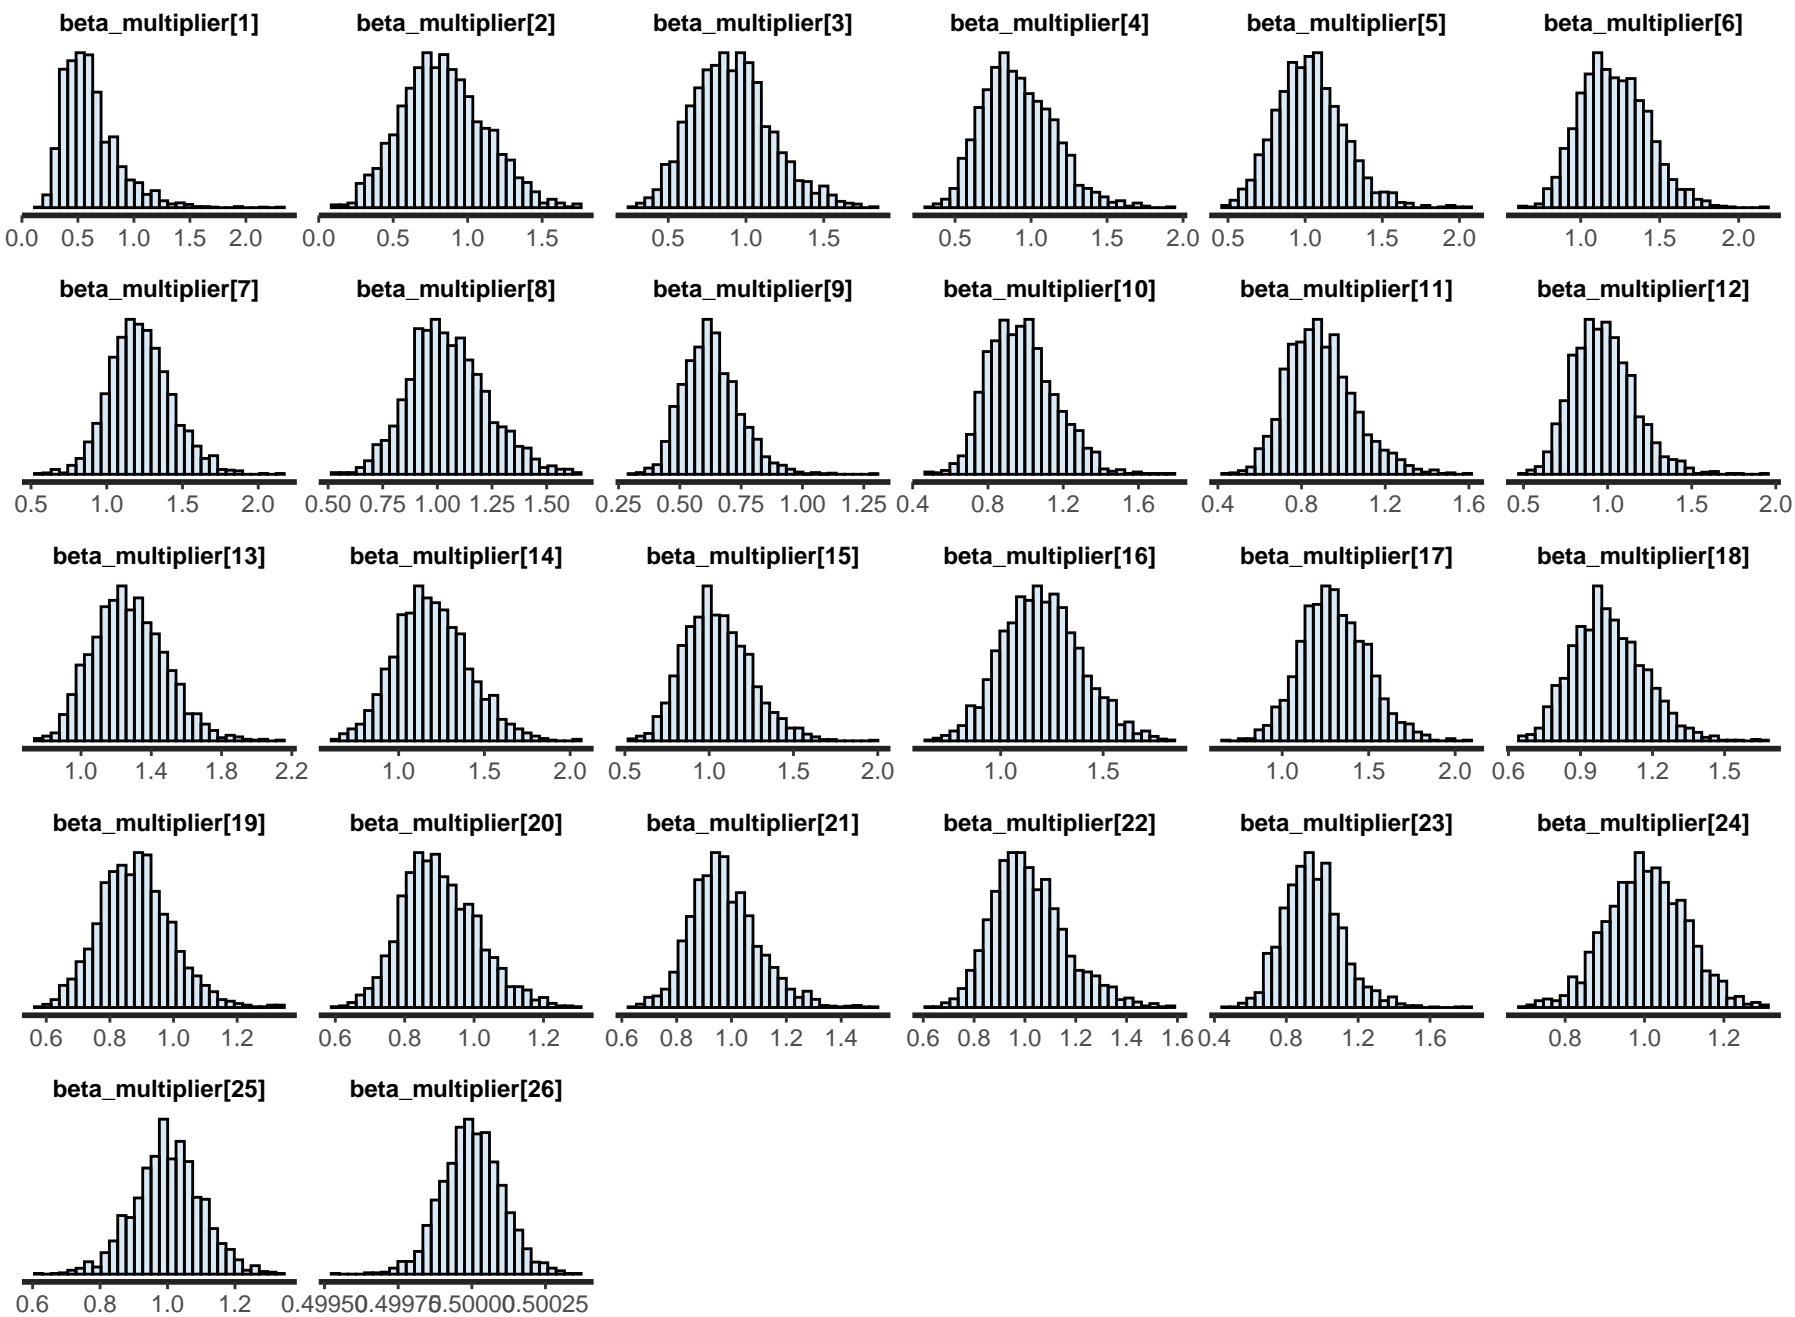 beta_multiplier[1] beta_multiplier[2] beta_multiplier[3] beta_multiplier[4] beta_multiplier[5] beta_multiplier[6]
0.0 0.5 1.0 1.5 2.0 0.0 0.5 1.0 1.5 0.5 1.0 1.5 0.5 1.0 1.5 2.0 0.5 1.0 1.5 2.0 1.0 1.5 2.0
beta_multiplier[7] beta_multiplier[8] beta_multiplier[9] beta_multiplier[10] beta_multiplier[11] beta_multiplier[12]
0.5 1.0 1.5 2.0 0.50 0.75 1.00 1.25 1.50 0.25 0.50 0.75 1.00 1.25 0.4 0.8 1.2 1.6 0.4 0.8 1.2 1.6 0.5 1.0 1.5 2.0
beta_multiplier[13] beta_multiplier[14] beta_multiplier[15] beta_multiplier[16] beta_multiplier[17] beta_multiplier[18]
1.0 1.4 1.8 2.2 1.0 1.5 2.0 0.5 1.0 1.5 2.0 1.0 1.5 1.0 1.5 2.0 0.6 0.9 1.2 1.5
beta_multiplier[19] beta_multiplier[20] beta_multiplier[21] beta_multiplier[22] beta_multiplier[23] beta_multiplier[24]
0.6 0.8 1.0 1.2 0.6 0.8 1.0 1.2 0.6 0.8 1.0 1.2 1.4 0.6 0.8 1.0 1.2 1.4 1.6 0.4 0.8 1.2 1.6 0.8 1.0 1.2
beta_multiplier[25] beta_multiplier[26]
0.6 0.8 1.0 1.2 0.49950 0.49975 0.50000 0.50025